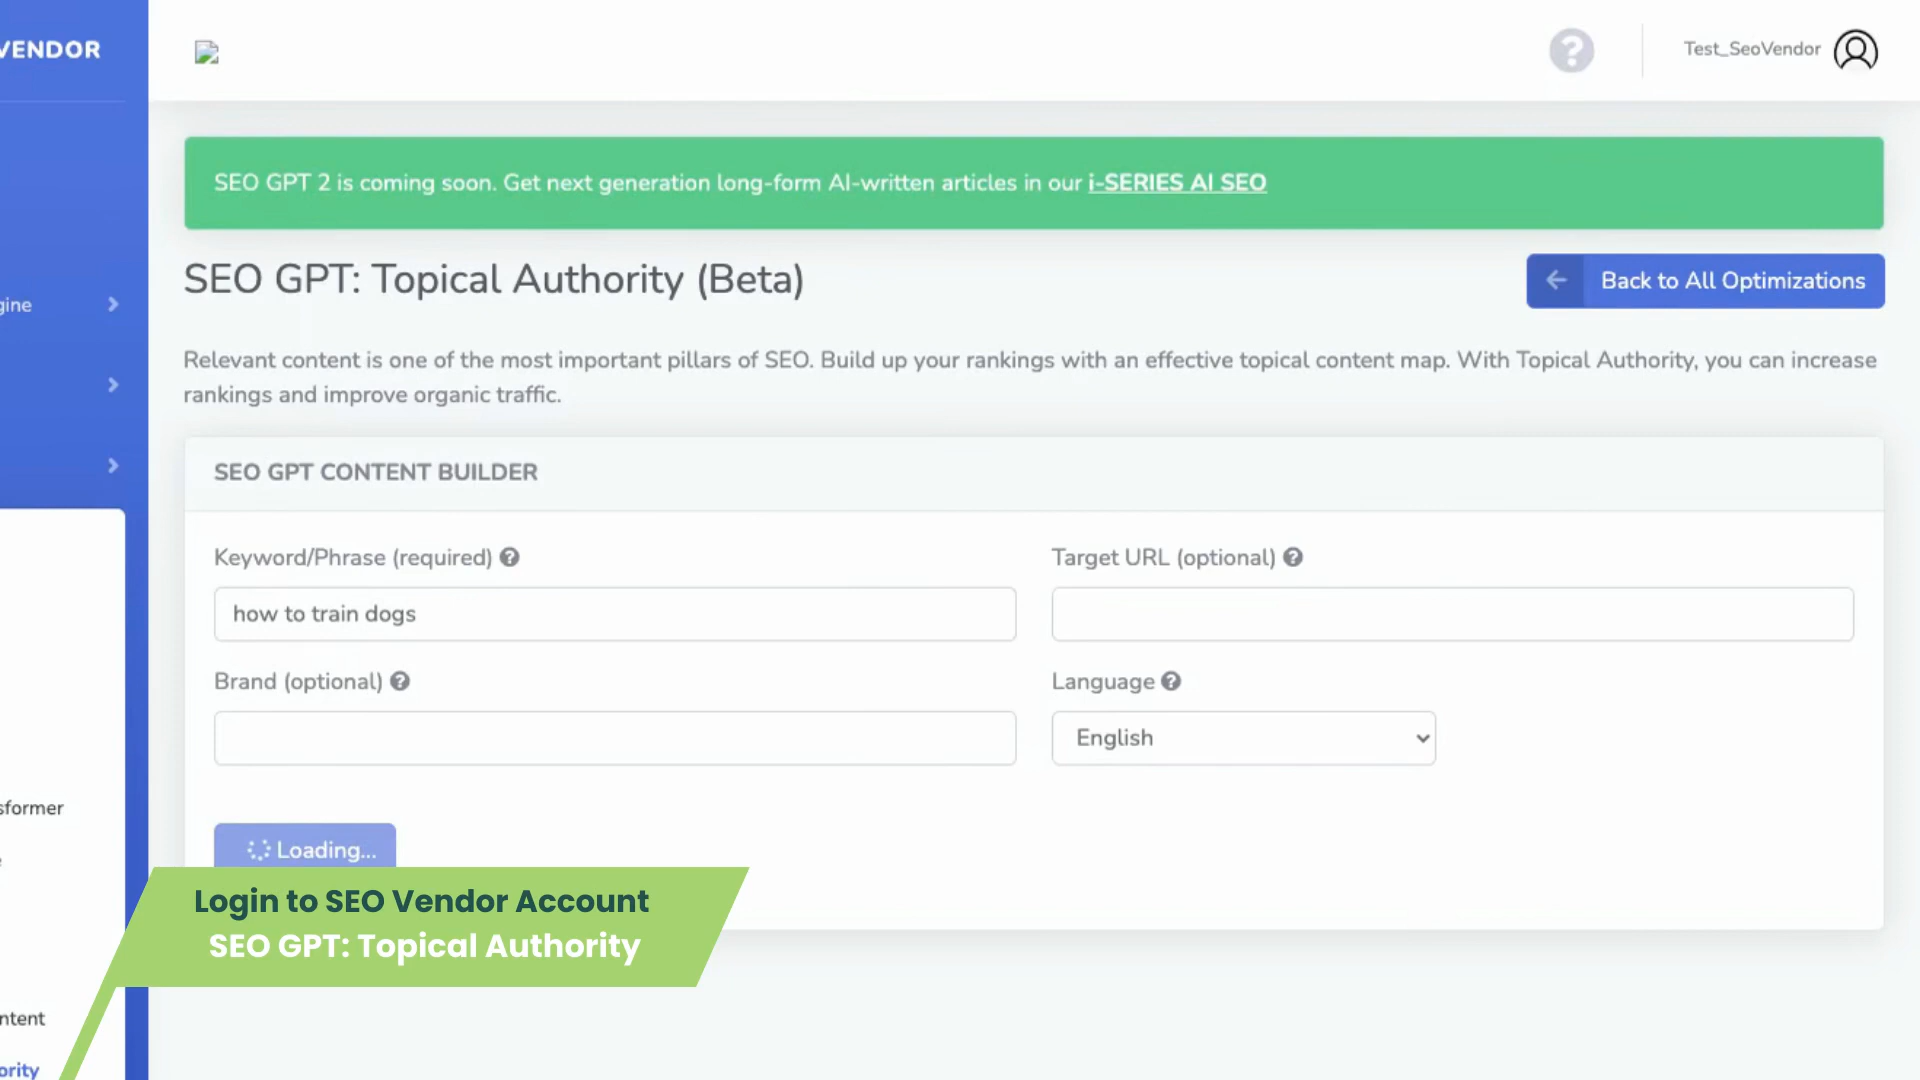 VENDOR
Test_SeoVendor
SEO GPT 2 is coming soon. Get next generation long-form AI-written articles in our i-SERIES AI SEO
SEO GPT: Topical Authority (Beta)
Back to All Optimizations
Relevant content is one of the most important pillars of SEO. Build up your rankings with an effective topical content map. With Topical Authority, you can increase
rankings and improve organic traffic.
SEO GPT CONTENT BUILDER
Keyword/Phrase (required)
Target URL (optional)
how to train dogs
Brand (optional)
Language
English
Loading...
Login to SEO Vendor Account
SEO GPT: Topical Authority